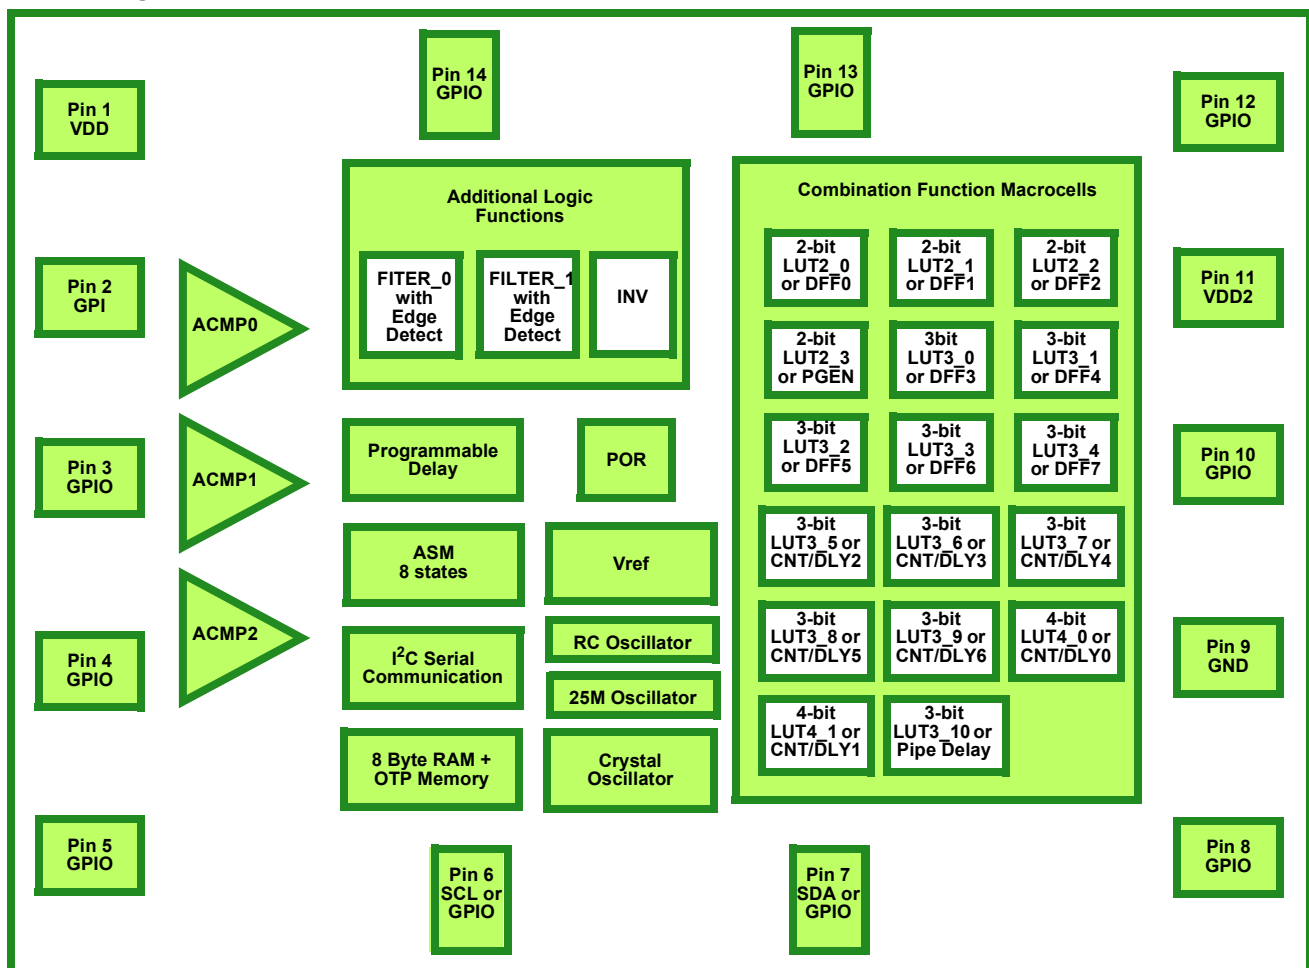 Pin 14
GPIO
Pin 13
GPIO
Pin 1
VDD
Pin 12
GPIO
Additional Logic
Functions
FITER_0
with
Edge
Detect
FILTER_1
with
Edge
Detect
INV
Combination Function Macrocells
2-bit
LUT2_0
or DFF0
2-bit
LUT2_1
or DFF1
2-bit
LUT2_2
or DFF2
2-bit
LUT2_3
or PGEN
3bit
LUT3_0
or DFF3
3-bit
LUT3_1
or DFF4
3-bit
LUT3_2
or DFF5
3-bit
LUT3_3
or DFF6
3-bit
LUT3_4
or DFF7
3-bit
LUT3_5 or
CNT/DLY2
3-bit
LUT3_6 or
CNT/DLY3
3-bit
LUT3_7 or
CNT/DLY4
3-bit
LUT3_8 or
CNT/DLY5
3-bit
LUT3_9 or
CNT/DLY6
4-bit
LUT4_0 or
CNT/DLY0
4-bit
LUT4_1 or
CNT/DLY1
3-bit
LUT3_10 or
Pipe Delay
Pin 2
GPI
ACMP0
Pin 11
VDD2
Pin 3
GPIO
ACMP1
Programmable
Delay
POR
Pin 10
GPIO
ASM
8 states
Vref
Pin 4
GPIO
ACMP2
I²C Serial
Communication
RC Oscillator
25M Oscillator
Pin 9
GND
8 Byte RAM +
OTP Memory
Crystal
Oscillator
Pin 5
GPIO
Pin 6
SCL or
GPIO
Pin 7
SDA or
GPIO
Pin 8
GPIO